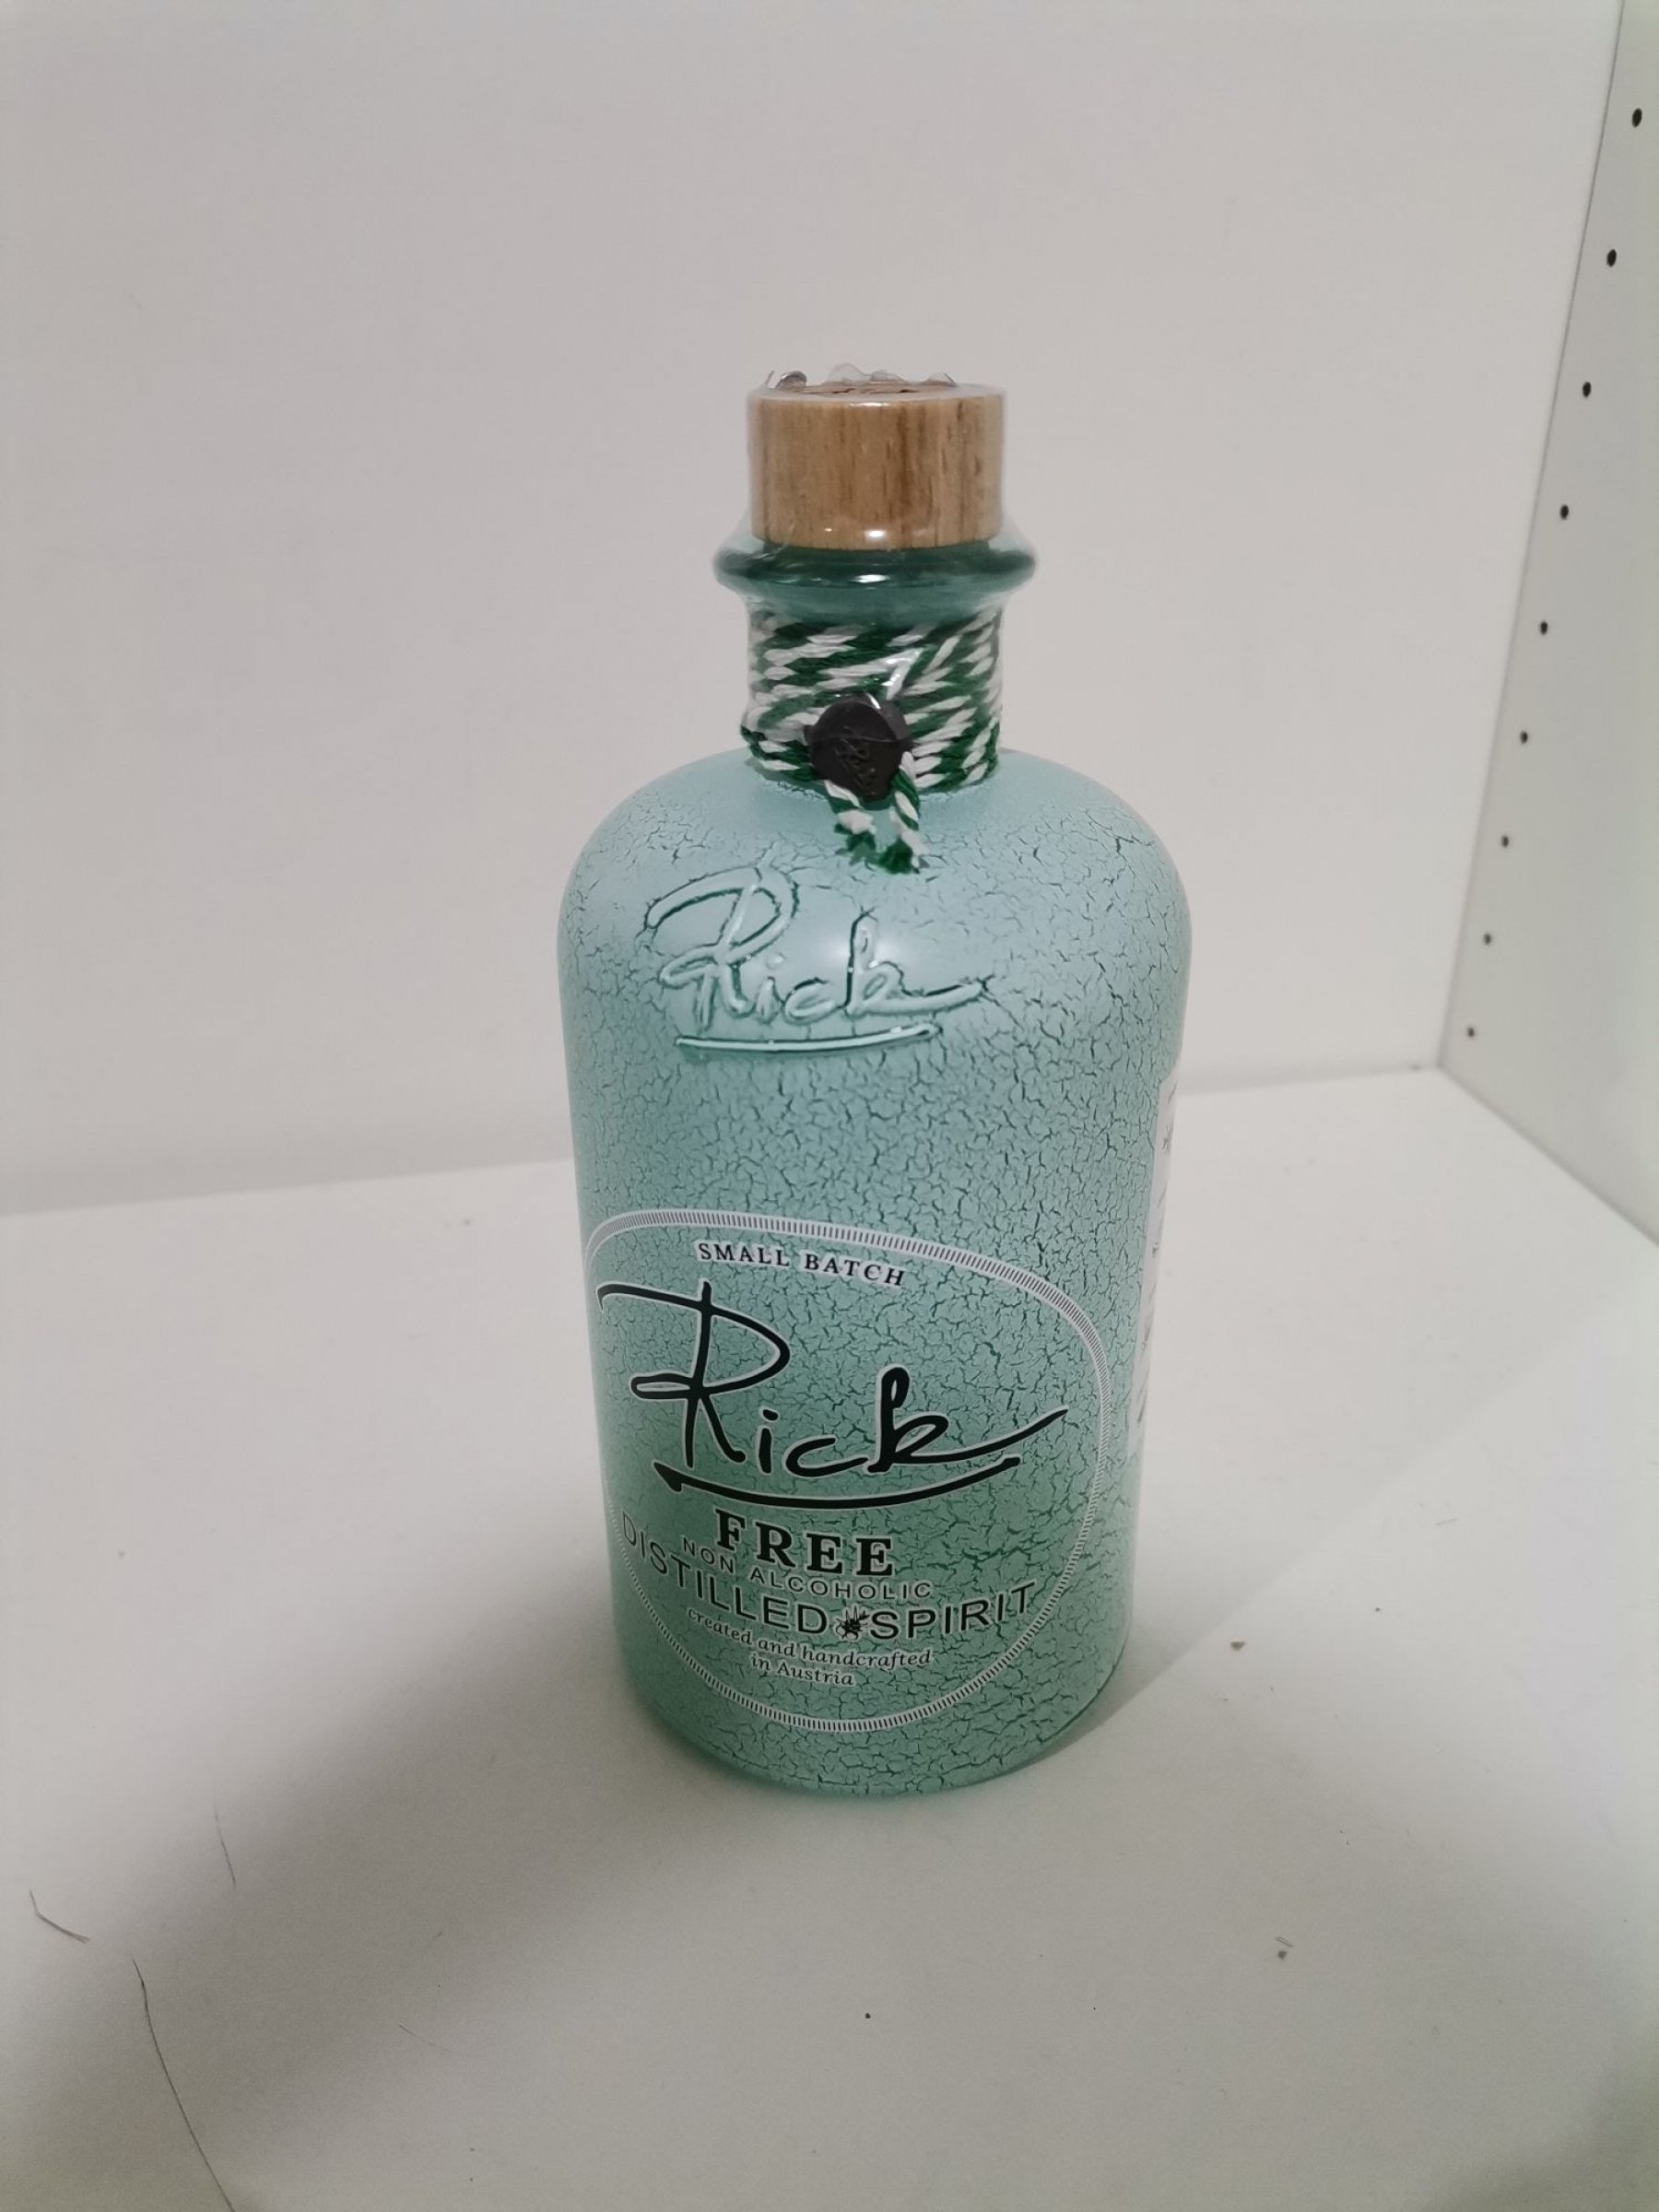 Rick
SMALL BATCH
Rick
FREE
NON ALCOHOLIC
DISTILLED SPIRIT
created and handcrafted
in Austria